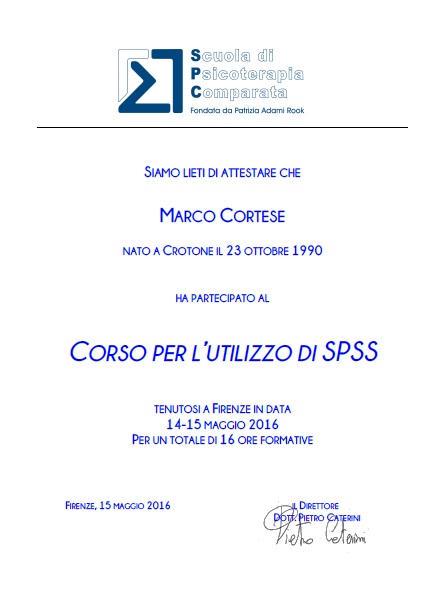 Scuola di
Psicoterapia
Comparata
Fondata da Patrizia Adami Rook
SIAMO LIETI DI ATTESTARE CHE
MARCO CORTESE
NATO A CROTONE IL 23 OTTOBRE 1990
HA PARTECIPATO AL
CORSO PER L'UTILIZZO DI SPSS
TENUTOSI A FIRENZE IN DATA
14-15 MAGGIO 2016
PER UN TOTALE DI 16 ORE FORMATIVE
FIRENZE, 15 MAGGIO 2016
IL DIRETTORE
DOTT. PIETRO CATERINI
Pietro Caterini